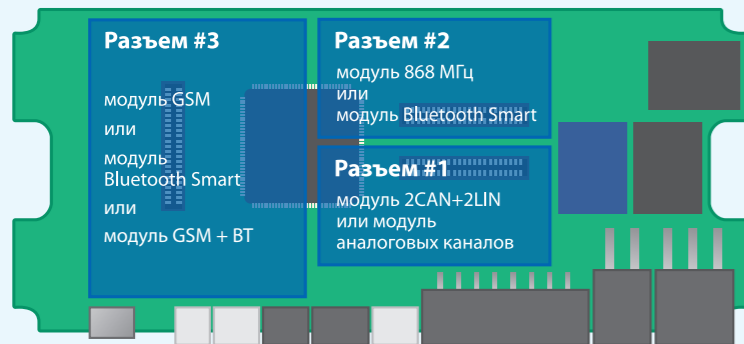 Разъем #3
модуль GSM
или
модуль
Bluetooth Smart
или
модуль GSM + BT
Разъем #2
модуль 868 МГц
или
модуль Bluetooth Smart
Разъем #1
модуль 2CAN+2LIN
или модуль
аналоговых каналов